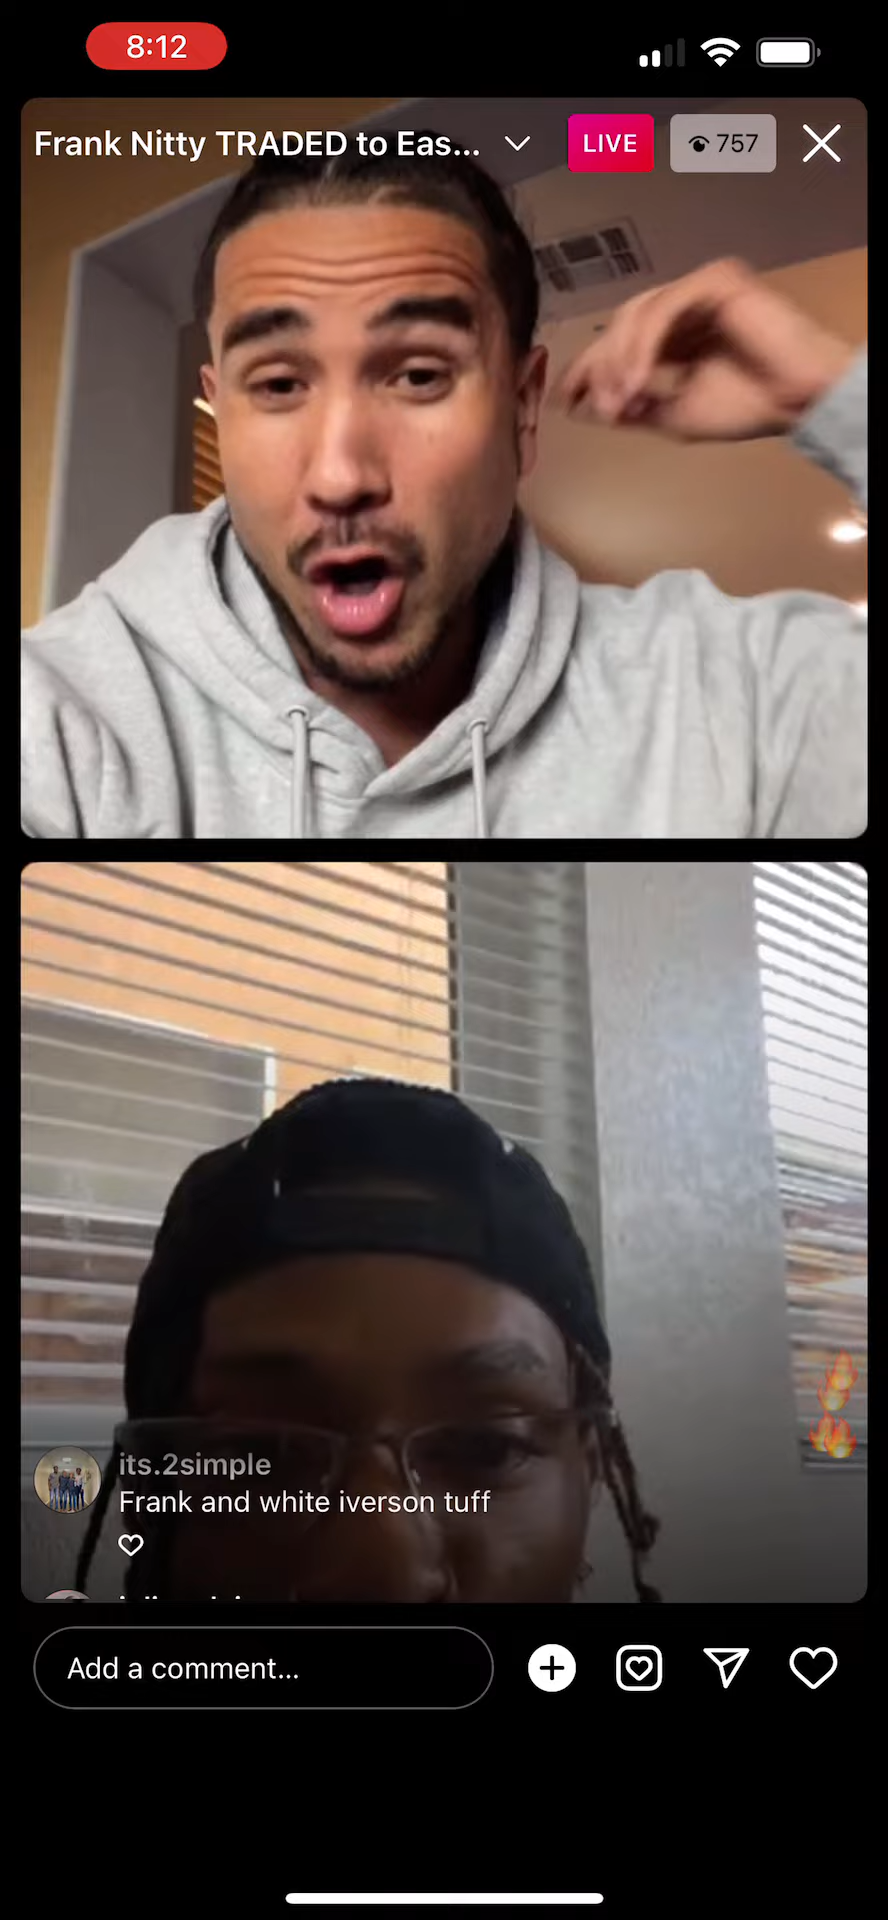 8:12
Frank Nitty TRADED to Eas...
LIVE
757
its.2simple
Frank and white iverson tuff
Add a comment...